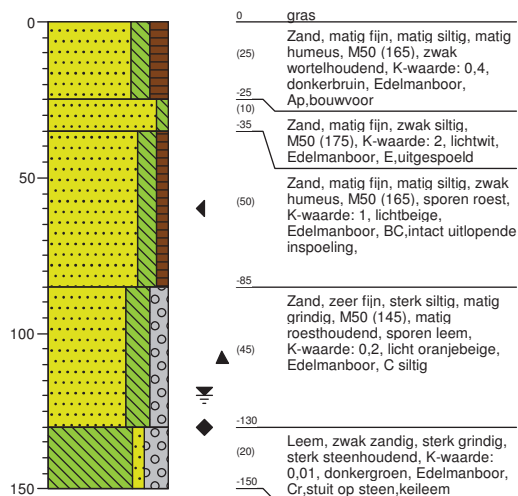 0
50
100
150
0 gras
(25)
Zand, matig fijn, matig siltig, matig
humeus, M50 (165), zwak
wortelhoudend, K-waarde: 0,4,
donkerbruin, Edelmanboor,
Ap,bouwvoor
-25
(10)
-35
Zand, matig fijn, zwak siltig,
M50 (175), K-waarde: 2, lichtwit,
Edelmanboor, E,uitgespoeld
(50)
Zand, matig fijn, matig siltig, zwak
humeus, M50 (165), sporen roest,
K-waarde: 1, lichtbeige,
Edelmanboor, BC,intact uitlopende
inspoeling,
-85
(45)
Zand, zeer fijn, sterk siltig, matig
grindig, M50 (145), matig
roesthoudend, sporen leem,
K-waarde: 0,2, licht oranjebeige,
Edelmanboor, C siltig
-130
(20)
Leem, zwak zandig, sterk grindig,
sterk steenhoudend, K-waarde:
0,01, donkergroen, Edelmanboor,
Cr,stuit op steen,keileem
-150